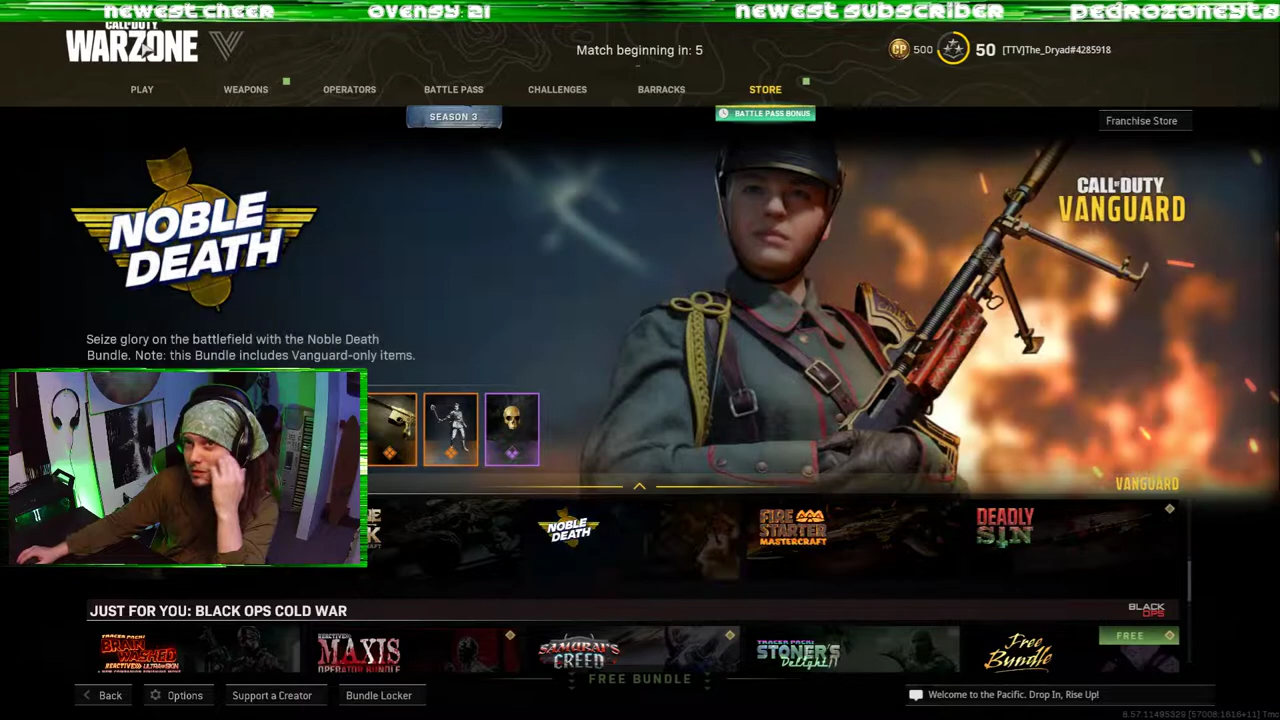 newest cheer
ovensy 21
newest subscriber
pedrozoneyt
CALL OF DUTY
WARZONE
Match beginning in: 5
CP 500
50
[TTV]The_Dryad#4285918
PLAY
WEAPONS
OPERATORS
BATTLE PASS
CHALLENGES
BARRACKS
STORE
SEASON 3
BATTLE PASS BONUS
Franchise Store
NOBLE
DEATH
CALL OF DUTY
VANGUARD
Seize glory on the battlefield with the Noble Death
Bundle. Note: this Bundle includes Vanguard-only items.
VANGUARD
NOBLE
DEATH
FIRE
STARTER
MASTERCRAFT
DEADLY
SIN
JUST FOR YOU: BLACK OPS COLD WAR
BLACK
OPS
TRACER PACK:
BRAIN
WASHED
REACTIVE
MAXIS
OPERATOR BUNDLE
SAMURAI'S
CREED
TRACER PACK:
STONER'S
Delight
Free
Bundle
FREE
FREE BUNDLE
Back
Options
Support a Creator
Bundle Locker
Welcome to the Pacific. Drop In, Rise Up!